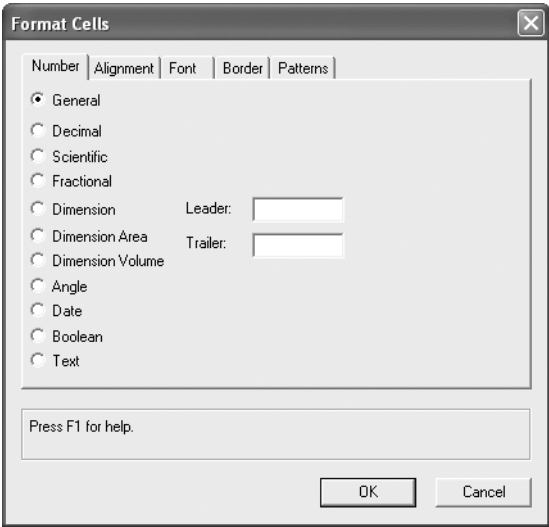 Format Cells
Number Alignment Font Border Patterns
General
Decimal
Scientific
Fractional
Dimension Leader:
Dimension Area Trailer:
Dimension Volume
Angle
Date
Boolean
Text
Press F1 for help.
OK Cancel